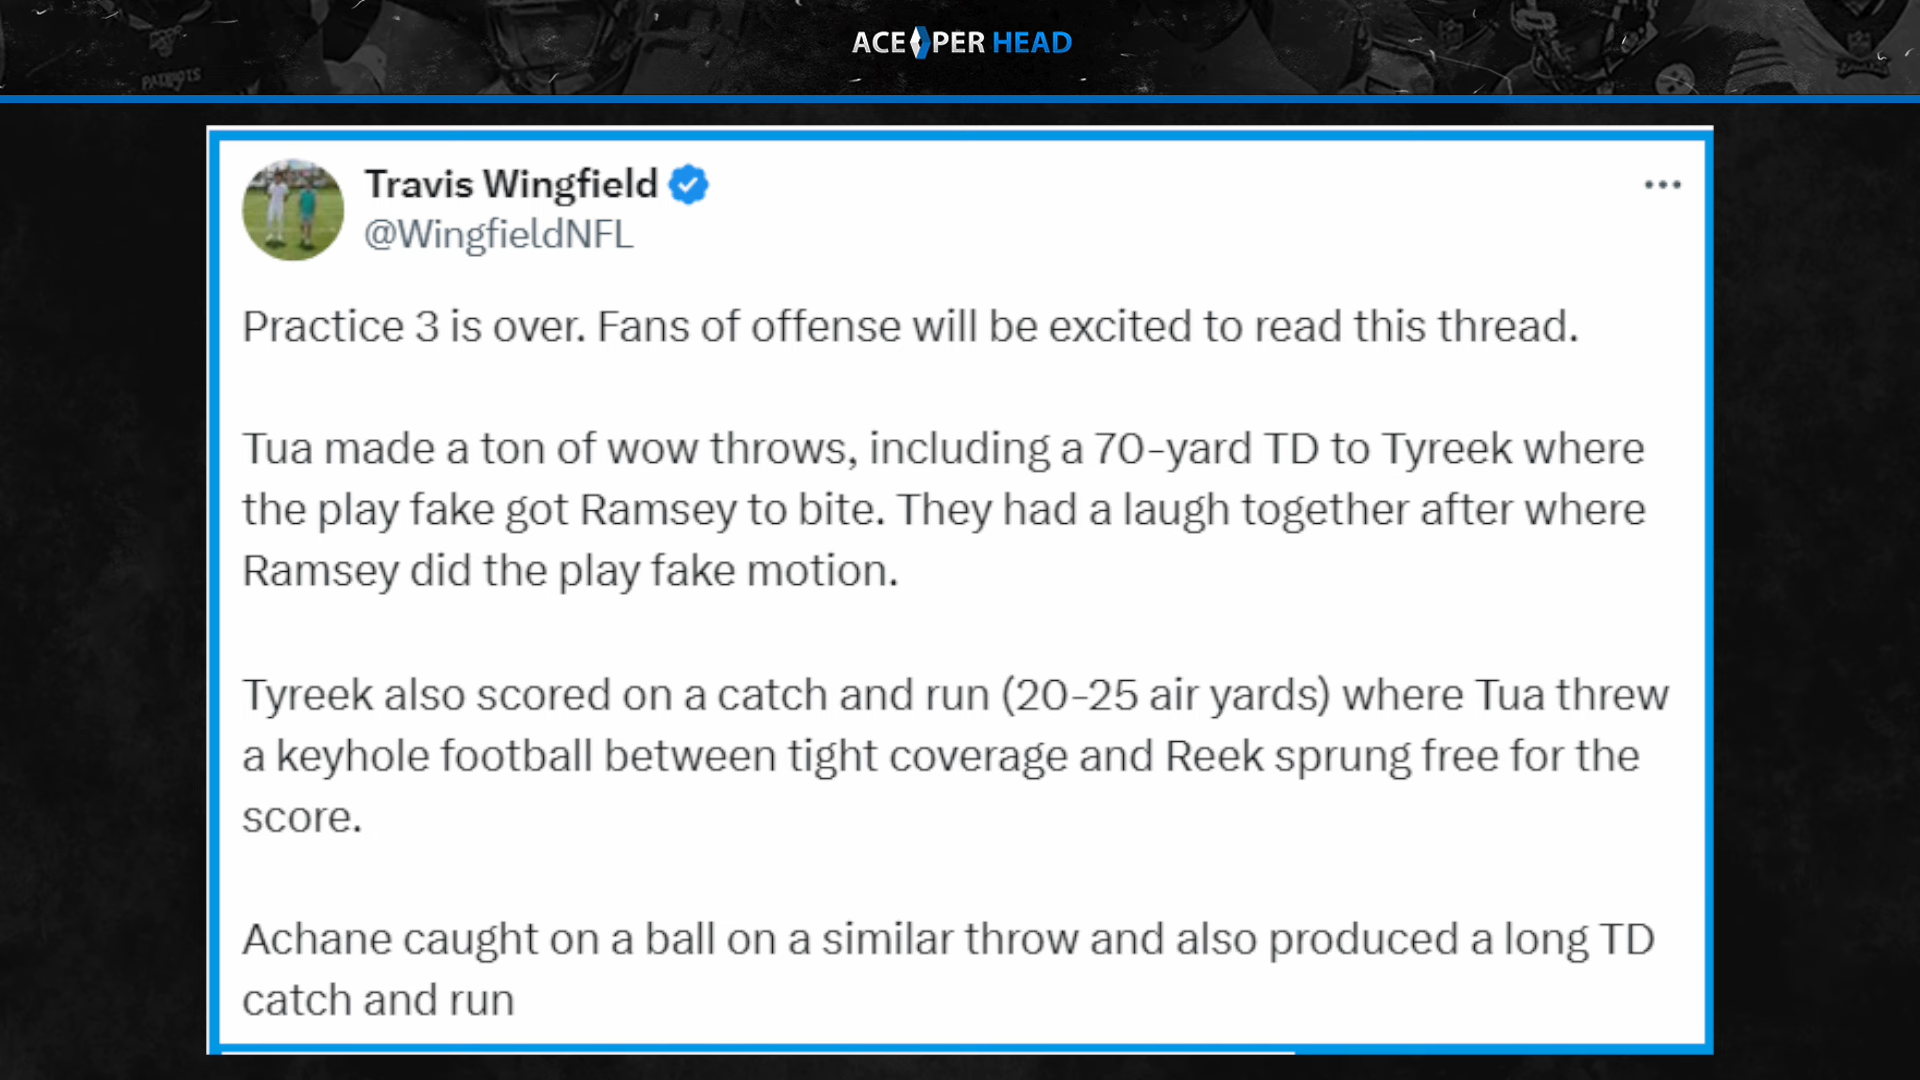 PATRIOTS
ACE PER HEAD
Travis Wingfield
@WingfieldNFL
Practice 3 is over. Fans of offense will be excited to read this thread.
Tua made a ton of wow throws, including a 70-yard TD to Tyreek where
the play fake got Ramsey to bite. They had a laugh together after where
Ramsey did the play fake motion.
Tyreek also scored on a catch and run (20-25 air yards) where Tua threw
a keyhole football between tight coverage and Reek sprung free for the
score.
Achane caught on a ball on a similar throw and also produced a long TD
catch and run